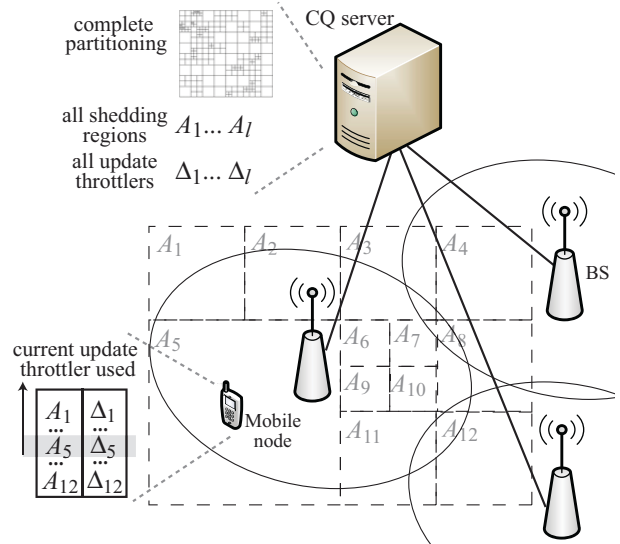 complete
partitioning
CQ server
all shedding
regions
A₁... Aₗ
all update
throttlers
Δ₁... Δₗ
A₁
A₂
A₃
A₄
BS
A₅
A₆
A₇
A₈
A₉
A₁₀
A₁₁
A₁₂
Mobile
node
current update
throttler used
A₁ Δ₁
... ...
A₅ Δ₅
... ...
A₁₂ Δ₁₂